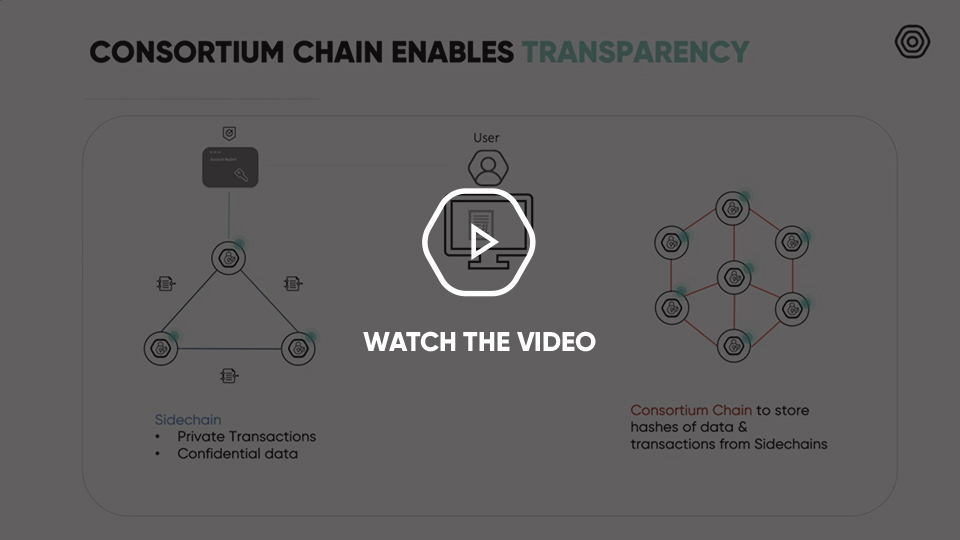 CONSORTIUM CHAIN ENABLES TRANSPARENCY
User
WATCH THE VIDEO
Sidechain
• Private Transactions
• Confidential data
Consortium Chain to store
hashes of data &
transactions from Sidechains